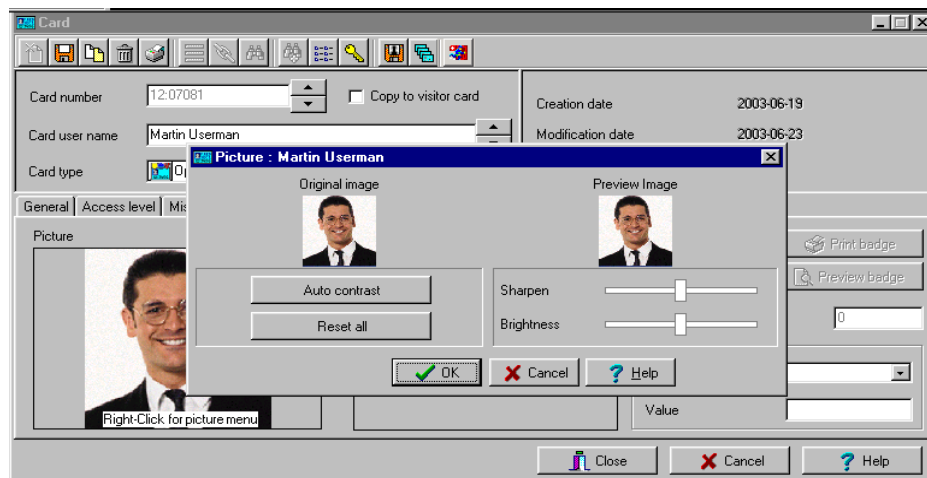 Card
Card number 12:07081 Copy to visitor card
Creation date 2003-06-19
Card user name Martin Userman
Modification date 2003-06-23
Card type
Picture : Martin Userman
Original image Preview Image
General Access level
Picture
Print badge
Preview badge
Auto contrast
Reset all
Sharpen
Brightness
0
OK Cancel Help
Right-Click for picture menu
Value
Close Cancel Help